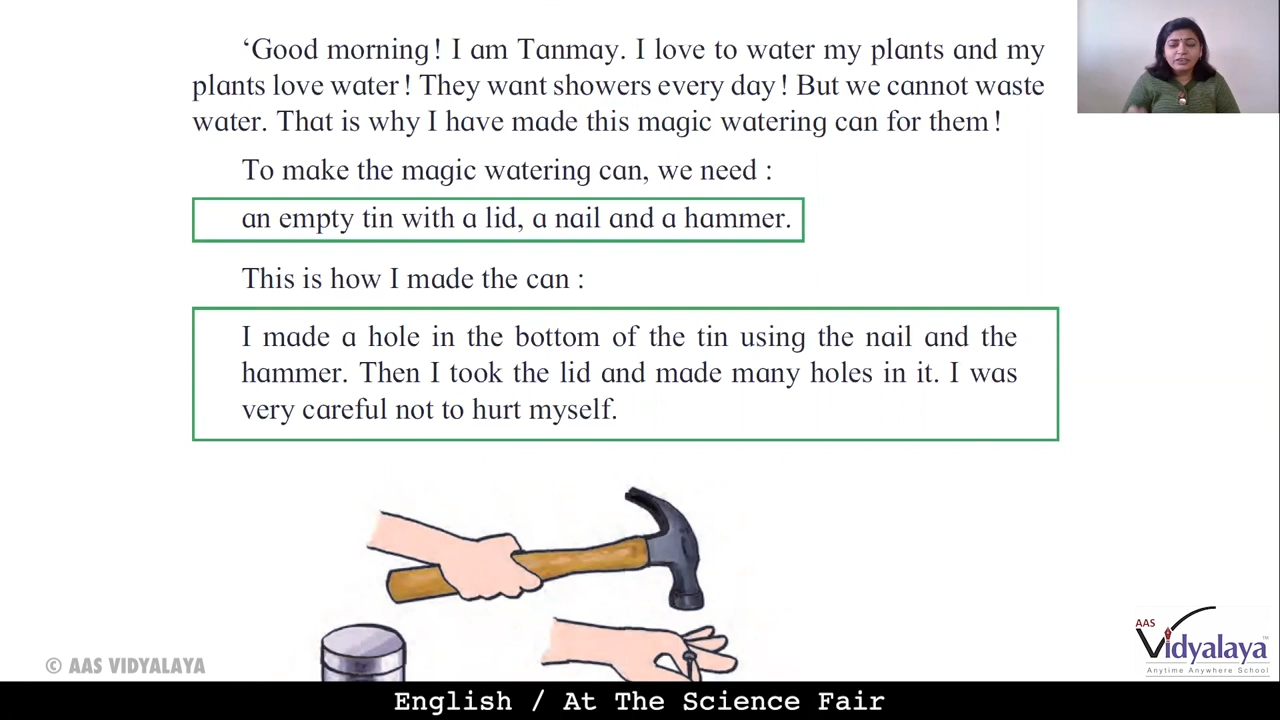 ‘Good morning! I am Tanmay. I love to water my plants and my
plants love water! They want showers every day! But we cannot waste
water. That is why I have made this magic watering can for them!
To make the magic watering can, we need :
an empty tin with a lid, a nail and a hammer.
This is how I made the can :
I made a hole in the bottom of the tin using the nail and the
hammer. Then I took the lid and made many holes in it. I was
very careful not to hurt myself.
© AAS VIDYALAYA
AAS
Vidyalaya™
Anytime Anywhere School
English / At The Science Fair